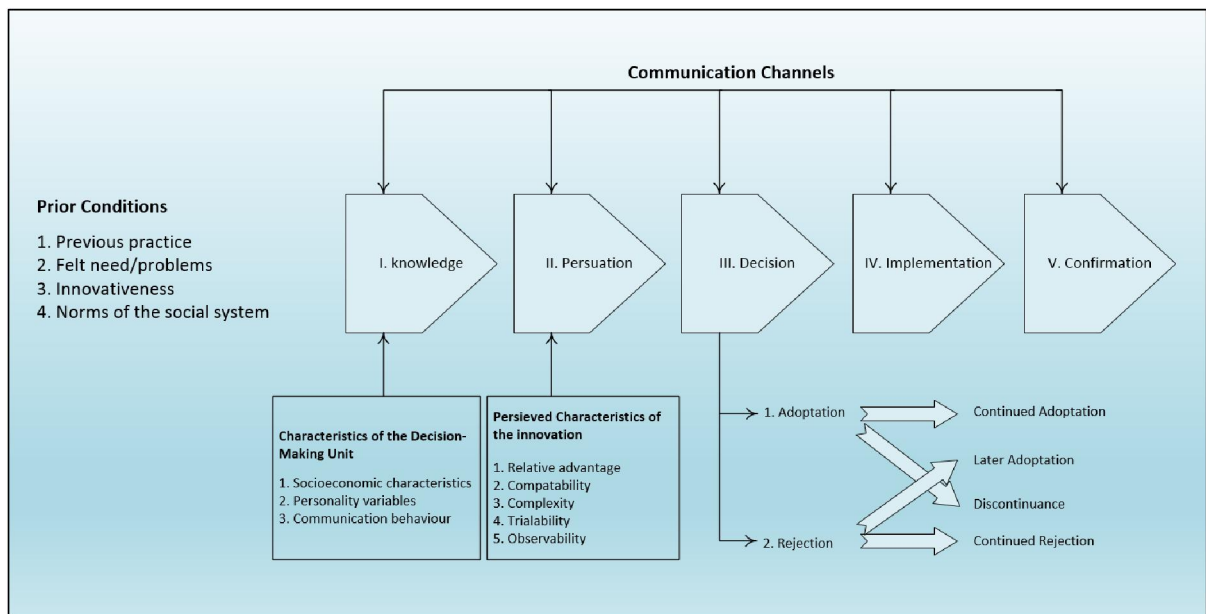 Communication Channels
Prior Conditions
1. Previous practice
2. Felt need/problems
3. Innovativeness
4. Norms of the social system
I. knowledge
II. Persuation
III. Decision
IV. Implementation
V. Confirmation
Characteristics of the Decision-
Making Unit
1. Socioeconomic characteristics
2. Personality variables
3. Communication behaviour
Persieved Characteristics of
the innovation
1. Relative advantage
2. Compatability
3. Complexity
4. Trialability
5. Observability
1. Adoptation
2. Rejection
Continued Adoptation
Later Adoptation
Discontinuance
Continued Rejection